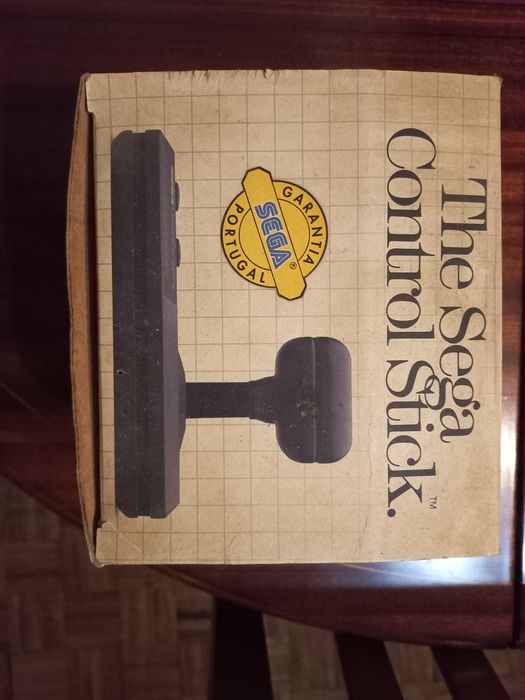 The Sega
Control Stick.™
GARANTIA
SEGA®
PORTUGAL